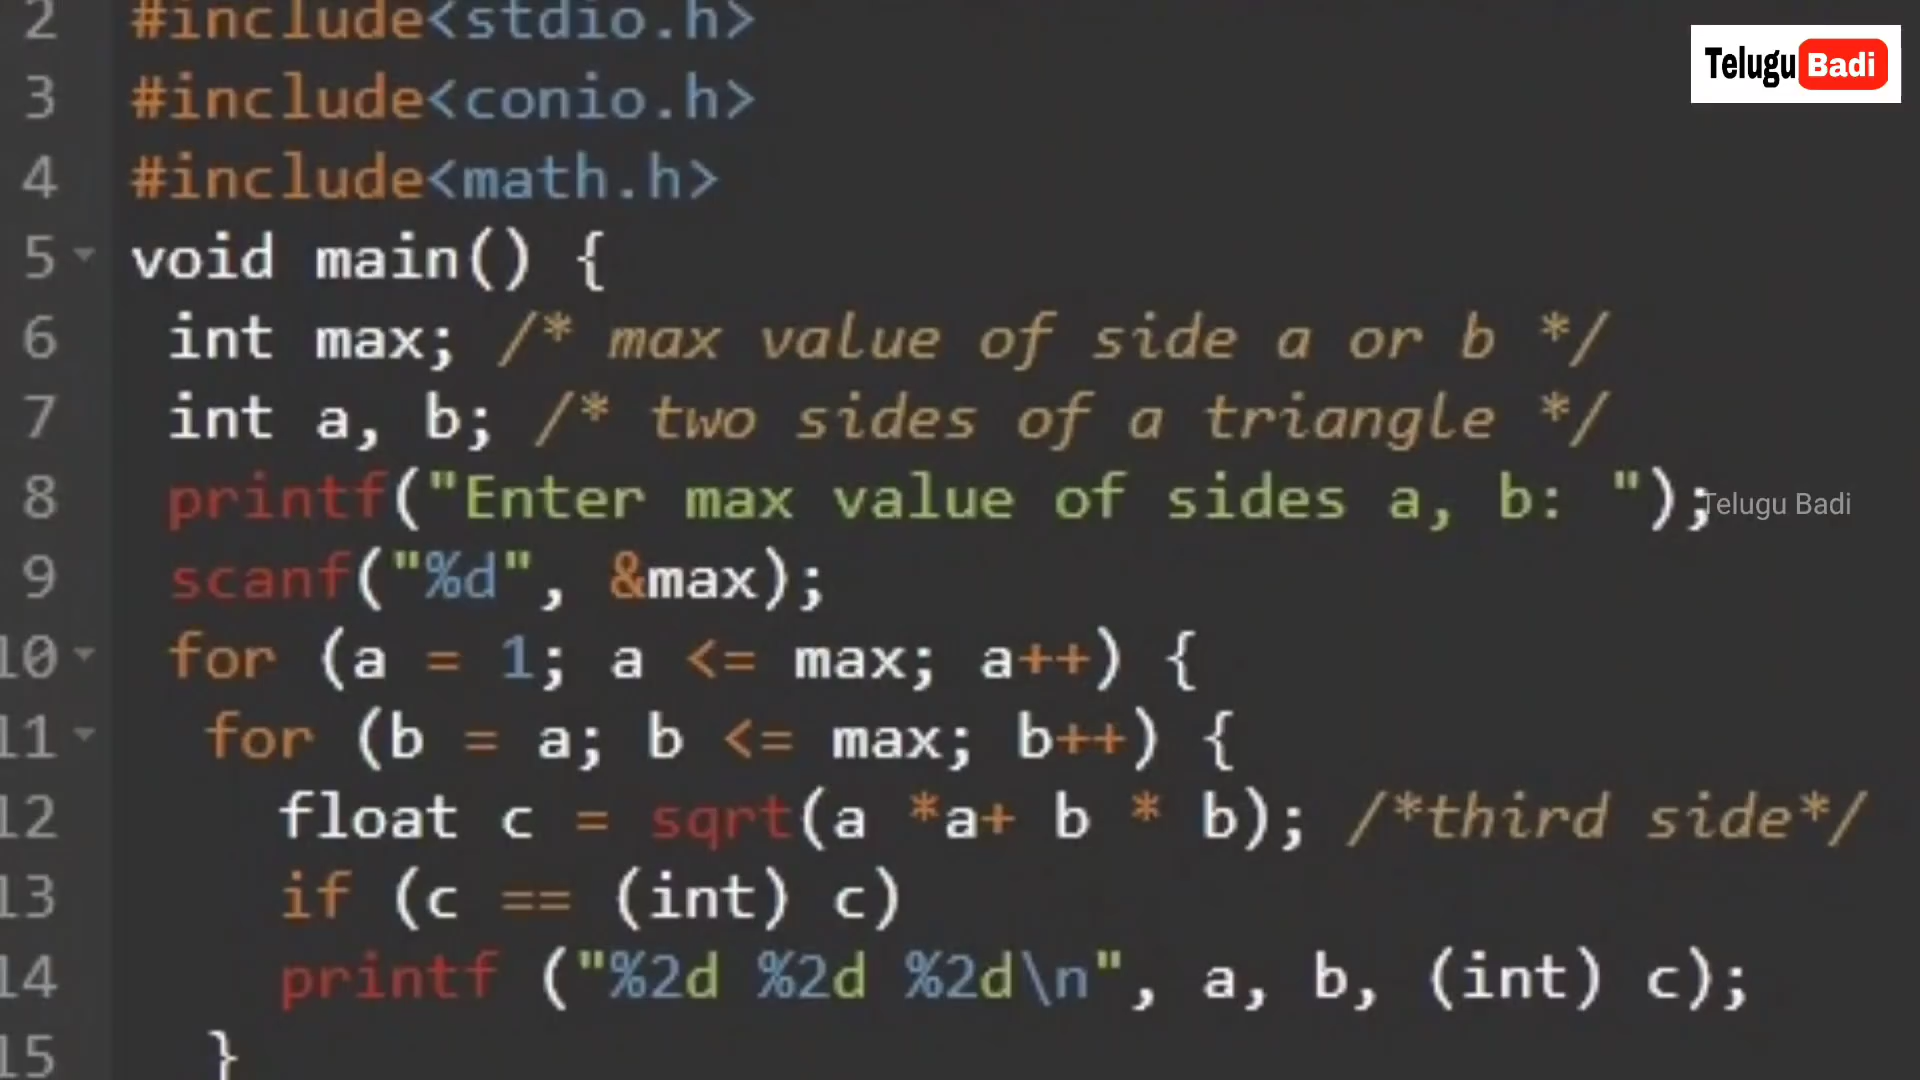 2 #include<stdio.h>
3 #include<conio.h>
4 #include<math.h>
5 void main() {
6 int max; /* max value of side a or b */
7 int a, b; /* two sides of a triangle */
8 printf("Enter max value of sides a, b: ");
9 scanf("%d", &max);
10 for (a = 1; a <= max; a++) {
11 for (b = a; b <= max; b++) {
12 float c = sqrt(a *a+ b * b); /*third side*/
13 if (c == (int) c)
14 printf ("%2d %2d %2d\n", a, b, (int) c);
15 }
Telugu Badi
Telugu Badi